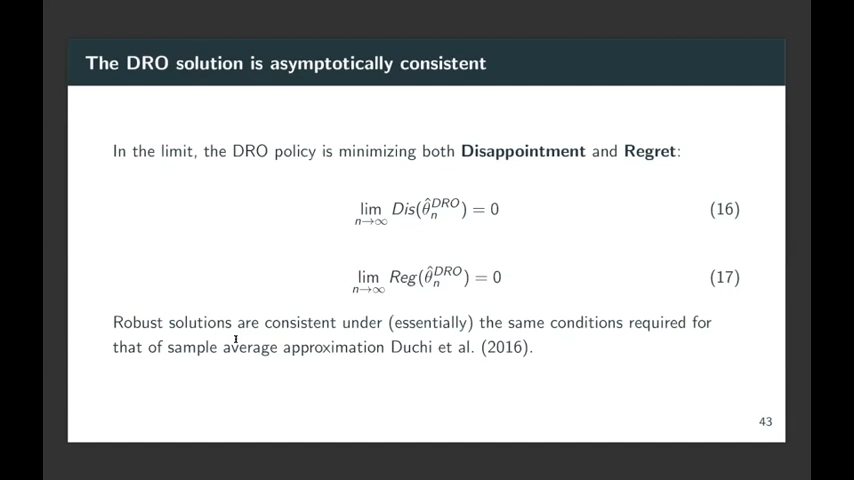 The DRO solution is asymptotically consistent
In the limit, the DRO policy is minimizing both Disappointment and Regret:
lim n→∞ Dis(θ̂ₙᴰᴿᴼ) = 0 (16)
lim n→∞ Reg(θ̂ₙᴰᴿᴼ) = 0 (17)
Robust solutions are consistent under (essentially) the same conditions required for
that of sample average approximation Duchi et al. (2016).
43